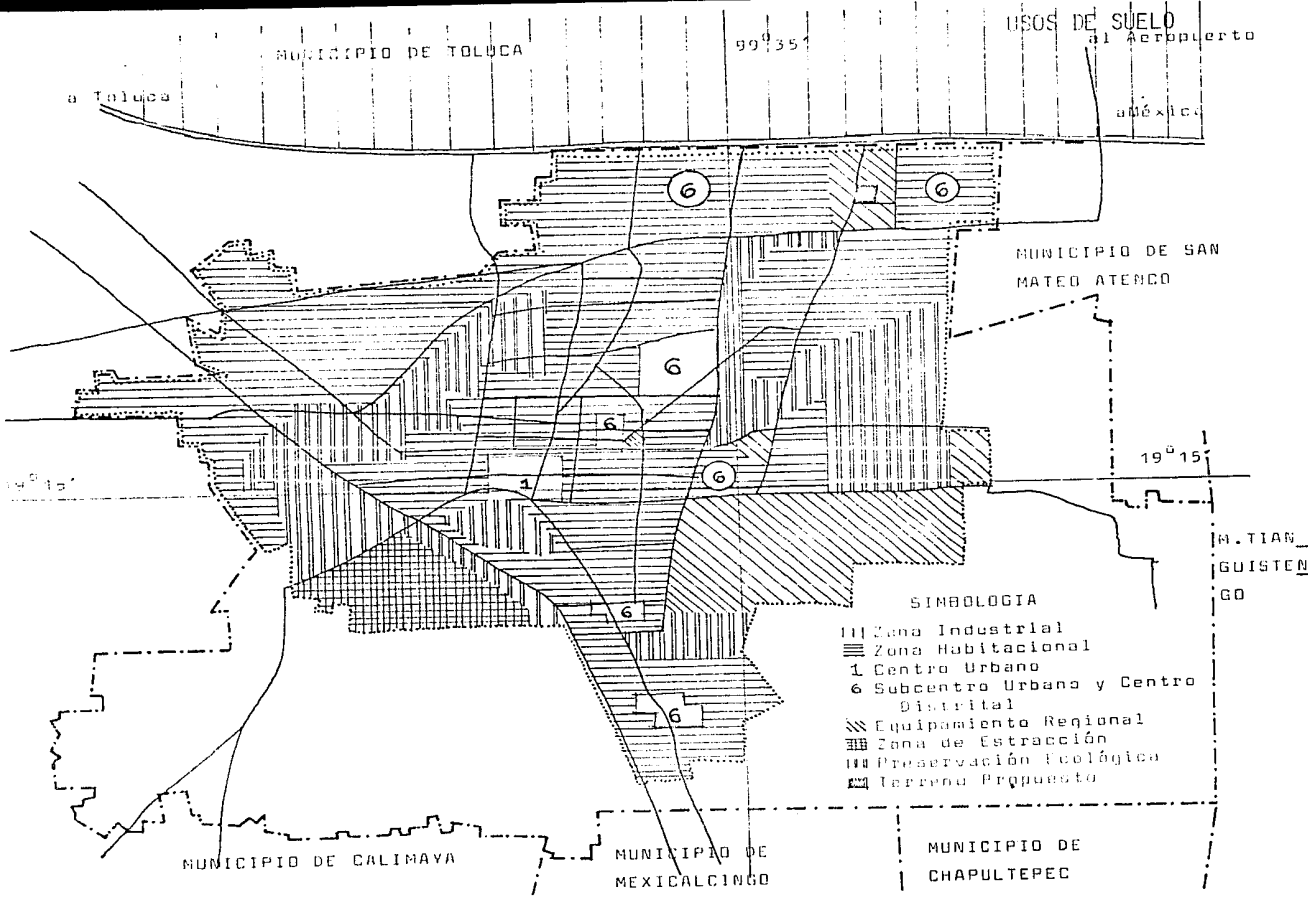 USOS DE SUELO
MUNICIPIO DE TOLUCA
99°35'
al Aeropuerto
a Toluca
a México
6
6
MUNICIPIO DE SAN
MATEO ATENCO
6
6
19°15'
6
19°15'
1
M.TIAN_
GUISTEN
GO
6
SIMBOLOGIA
Zona Industrial
Zona Habitacional
1 Centro Urbano
6 Subcentro Urbano y Centro
Distrital
6
Equipamiento Regional
Zona de Estracción
Preservación Ecológica
Terreno Propuesto
MUNICIPIO DE CALIMAYA
MUNICIPIO DE
MEXICALCINGO
MUNICIPIO DE
CHAPULTEPEC